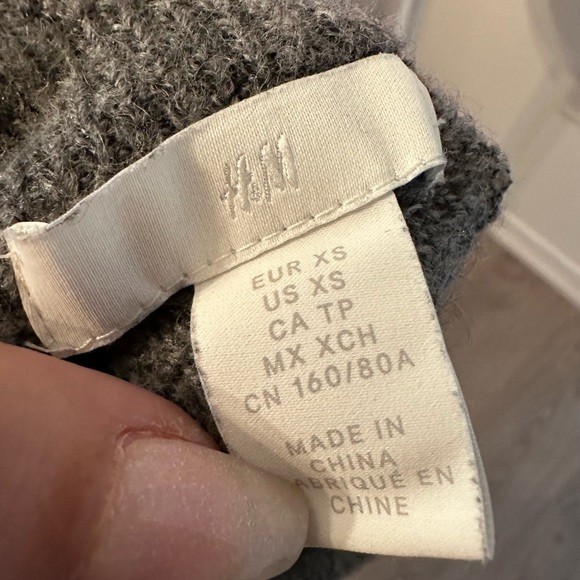 H&M
EUR XS
US XS
CA TP
MX XCH
CN 160/80A
MADE IN
CHINA
FABRIQUÉ EN
CHINE